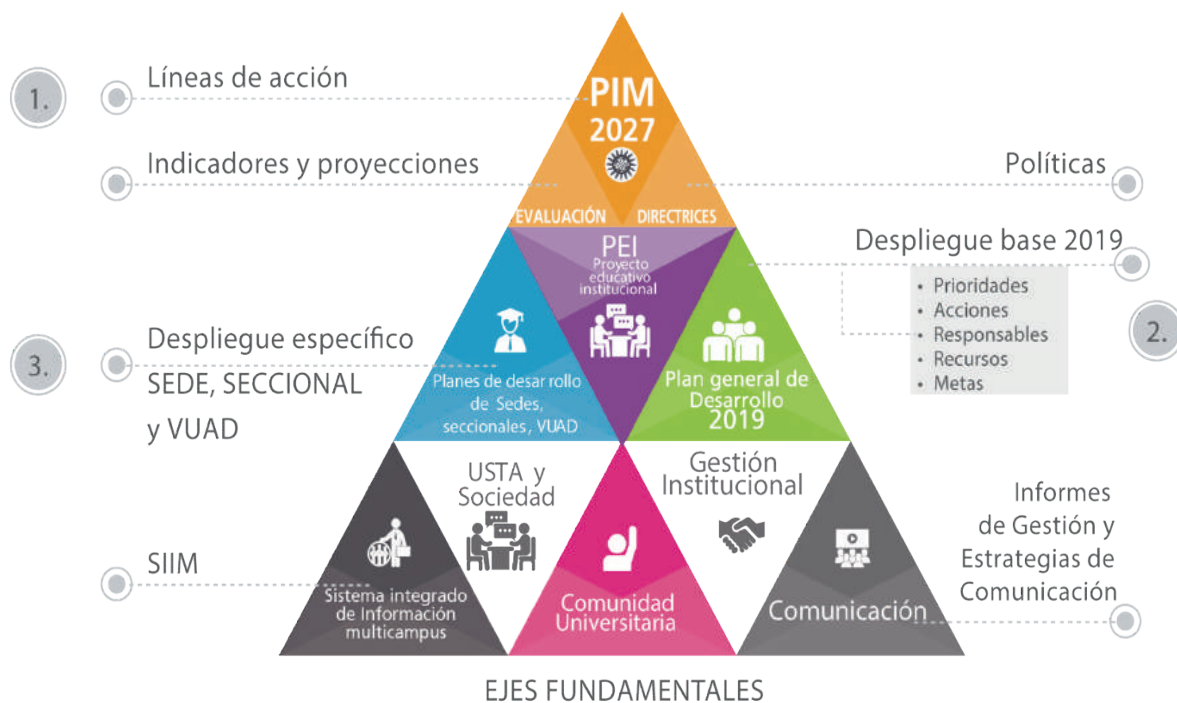 1.
Líneas de acción
PIM
2027
Indicadores y proyecciones
Políticas
EVALUACIÓN
DIRECTRICES
PEI
Proyecto
educativo
institucional
Despliegue base 2019
• Prioridades
• Acciones
• Responsables
• Recursos
• Metas
2.
3.
Despliegue específico
SEDE, SECCIONAL
y VUAD
Planes de desarrollo
de Sedes,
seccionales, VUAD
Plan general de
Desarrollo
2019
USTA y
Sociedad
Gestión
Institucional
SIIM
Sistema integrado
de Información
multicampus
Comunidad
Universitaria
Comunicación
Informes
de Gestión y
Estrategias de
Comunicación
EJES FUNDAMENTALES